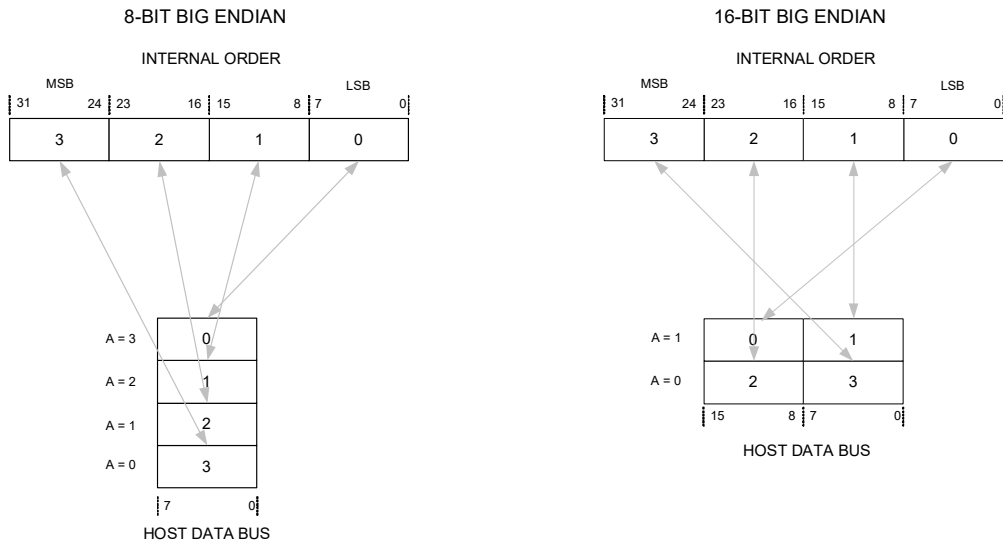 8-BIT BIG ENDIAN
INTERNAL ORDER
MSB LSB
31 24 23 16 15 8 7 0
3 2 1 0
A = 3 0
A = 2 1
A = 1 2
A = 0 3
7 0
HOST DATA BUS
16-BIT BIG ENDIAN
INTERNAL ORDER
MSB LSB
31 24 23 16 15 8 7 0
3 2 1 0
A = 1 0 1
A = 0 2 3
15 8 7 0
HOST DATA BUS